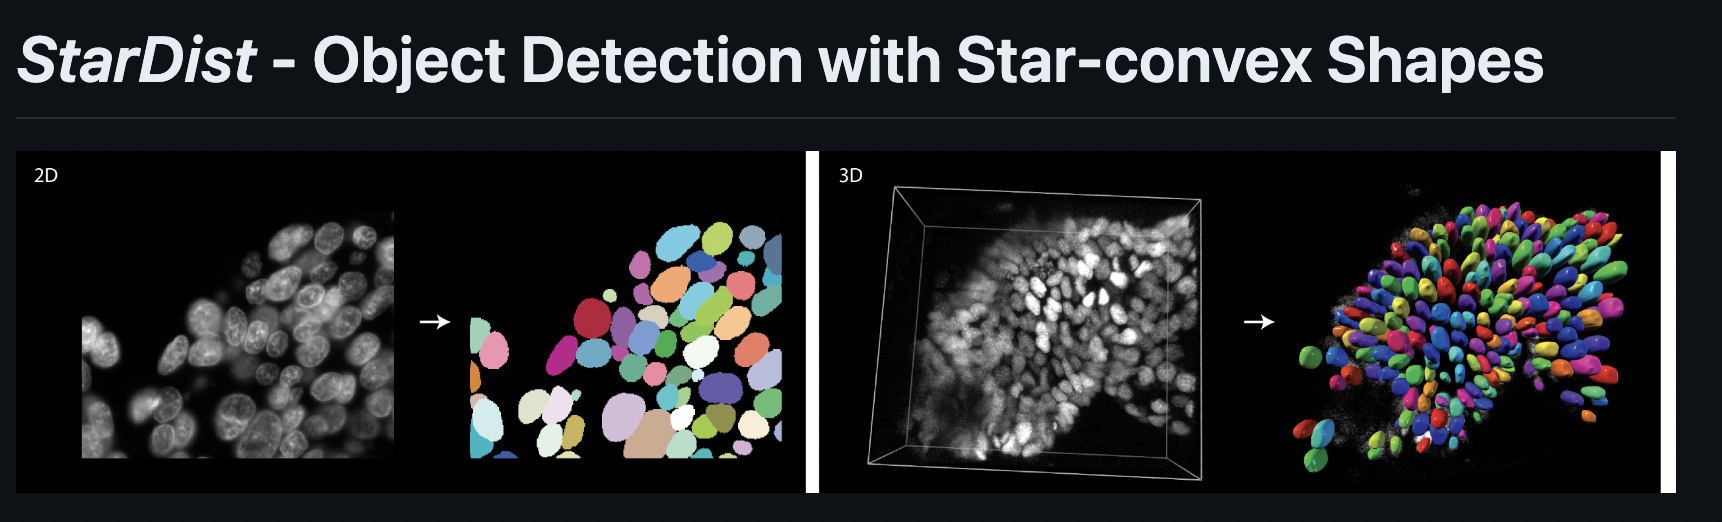 StarDist - Object Detection with Star-convex Shapes
2D
3D